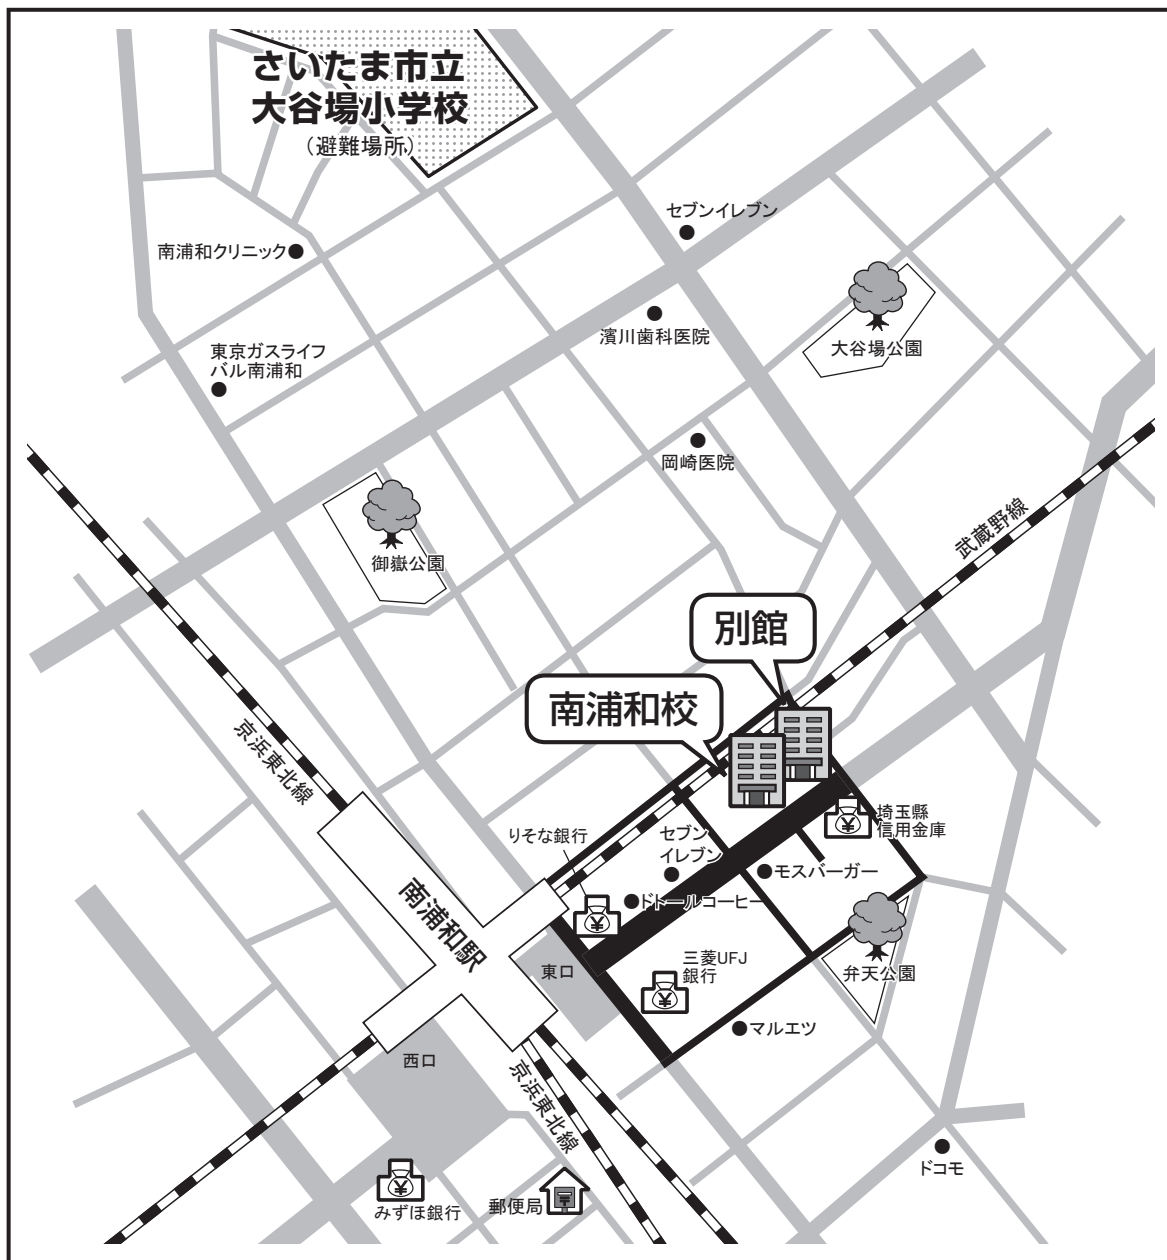 さいたま市立
大谷場小学校
(避難場所)
セブンイレブン
南浦和クリニック
濱川歯科医院
大谷場公園
東京ガスライフ
バル南浦和
岡崎医院
武蔵野線
御嶽公園
別館
南浦和校
京浜東北線
りそな銀行
セブン
イレブン
埼玉縣
信用金庫
モスバーガー
ドトールコーヒー
南浦和駅
東口
三菱UFJ
銀行
弁天公園
マルエツ
西口
京浜東北線
ドコモ
みずほ銀行
郵便局